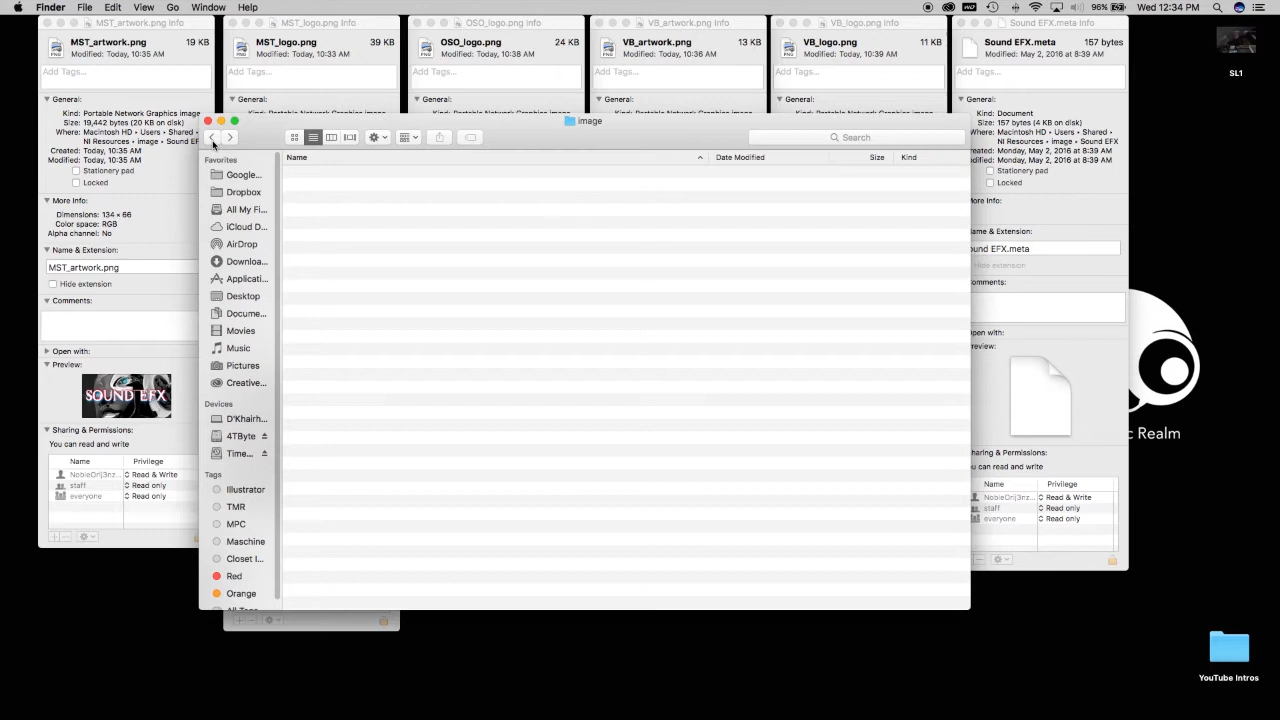 Finder File Edit View Go Window Help 96% Wed 12:34 PM
MST_artwork.png Info
MST_artwork.png 19 KB
Modified: Today, 10:35 AM
Add Tags...
General:
Kind: Portable Network Graphics image
Size: 19,442 bytes (20 KB on disk)
Where: Macintosh HD ▸ Users ▸ Shared ▸
NI Resources ▸ image ▸ Sound EF
Created: Today, 10:35 AM
Modified: Today, 10:35 AM
Stationery pad
Locked
More Info:
Dimensions: 134 × 66
Color space: RGB
Alpha channel: No
Name & Extension:
MST_artwork.png
Hide extension
Comments:
Open with:
Preview:
SOUND EFX
Sharing & Permissions:
You can read and write
Name Privilege
NobleOrij3nz... Read & Write
staff Read only
everyone Read only
MST_logo.png Info
MST_logo.png 39 KB
Modified: Today, 10:33 AM
Add Tags...
General:
OSO_logo.png Info
OSO_logo.png 24 KB
Modified: Today, 10:38 AM
Add Tags...
General:
VB_artwork.png Info
VB_artwork.png 13 KB
Modified: Today, 10:36 AM
Add Tags...
General:
VB_logo.png Info
VB_logo.png 11 KB
Modified: Today, 10:39 AM
Add Tags...
General:
Sound EFX.meta Info
Sound EFX.meta 157 bytes
Modified: May 2, 2016 at 8:39 AM
Add Tags...
General:
Kind: Document
Size: 157 bytes (4 KB on disk)
Where: Macintosh HD ▸ Users ▸ Shared ▸
NI Resources ▸ image ▸ Sound EFX
Created: May 2, 2016 at 8:39 AM
Modified: May 2, 2016 at 8:39 AM
Stationery pad
Locked
ore Info:
ame & Extension:
ound EFX.meta
Hide extension
omments:
pen with:
review:
haring & Permissions:
ou can read and write
Name Privilege
NobleOrij3nz... Read & Write
staff Read only
everyone Read only
image
Search
Name Date Modified Size Kind
Favorites
Google...
Dropbox
All My Fi...
iCloud D...
AirDrop
Downloa...
Applicati...
Desktop
Docume...
Movies
Music
Pictures
Creative...
Devices
D'Khairh...
4TByte
Time...
Tags
Illustrator
TMR
MPC
Maschine
Closet I...
Red
Orange
All Tags
SL1
c Realm
YouTube Intros